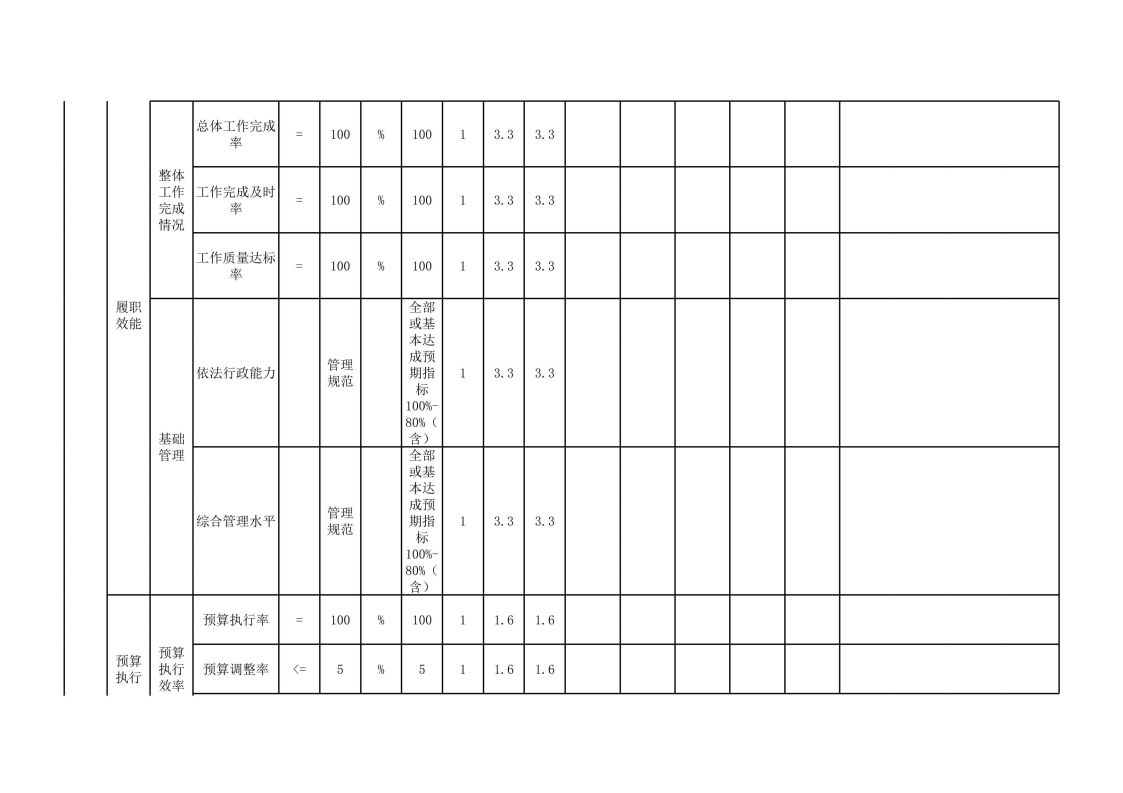 履职
效能
整体
工作
完成
情况
总体工作完成
率
=
100
%
100
1
3.3
3.3
工作完成及时
率
=
100
%
100
1
3.3
3.3
工作质量达标
率
=
100
%
100
1
3.3
3.3
基础
管理
依法行政能力
管理
规范
全部
或基
本达
成预
期指
标
100%-
80%（
含）
1
3.3
3.3
综合管理水平
管理
规范
全部
或基
本达
成预
期指
标
100%-
80%（
含）
1
3.3
3.3
预算
执行
预算
执行
效率
预算执行率
=
100
%
100
1
1.6
1.6
预算调整率
<=
5
%
5
1
1.6
1.6